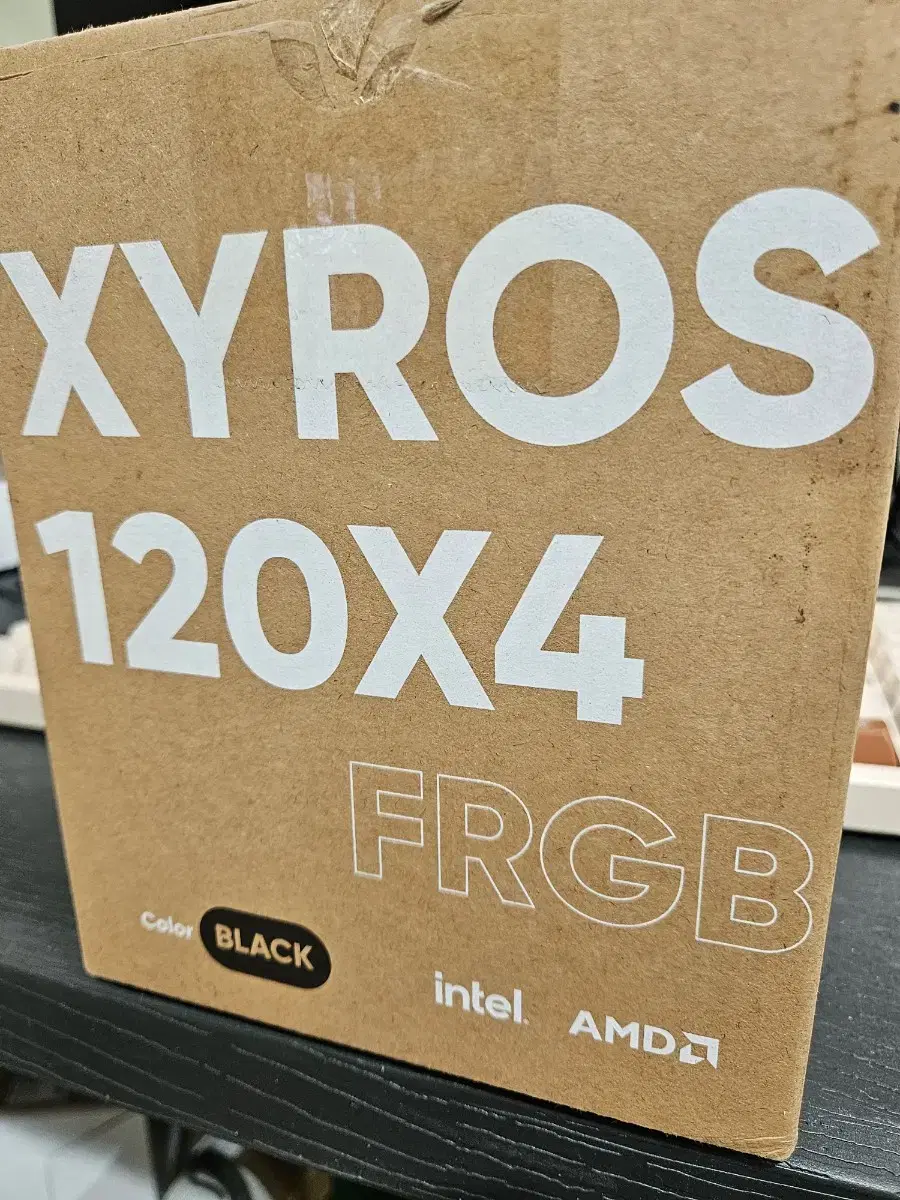 XYROS
120X4
FRGB
Color BLACK
intel.
AMD